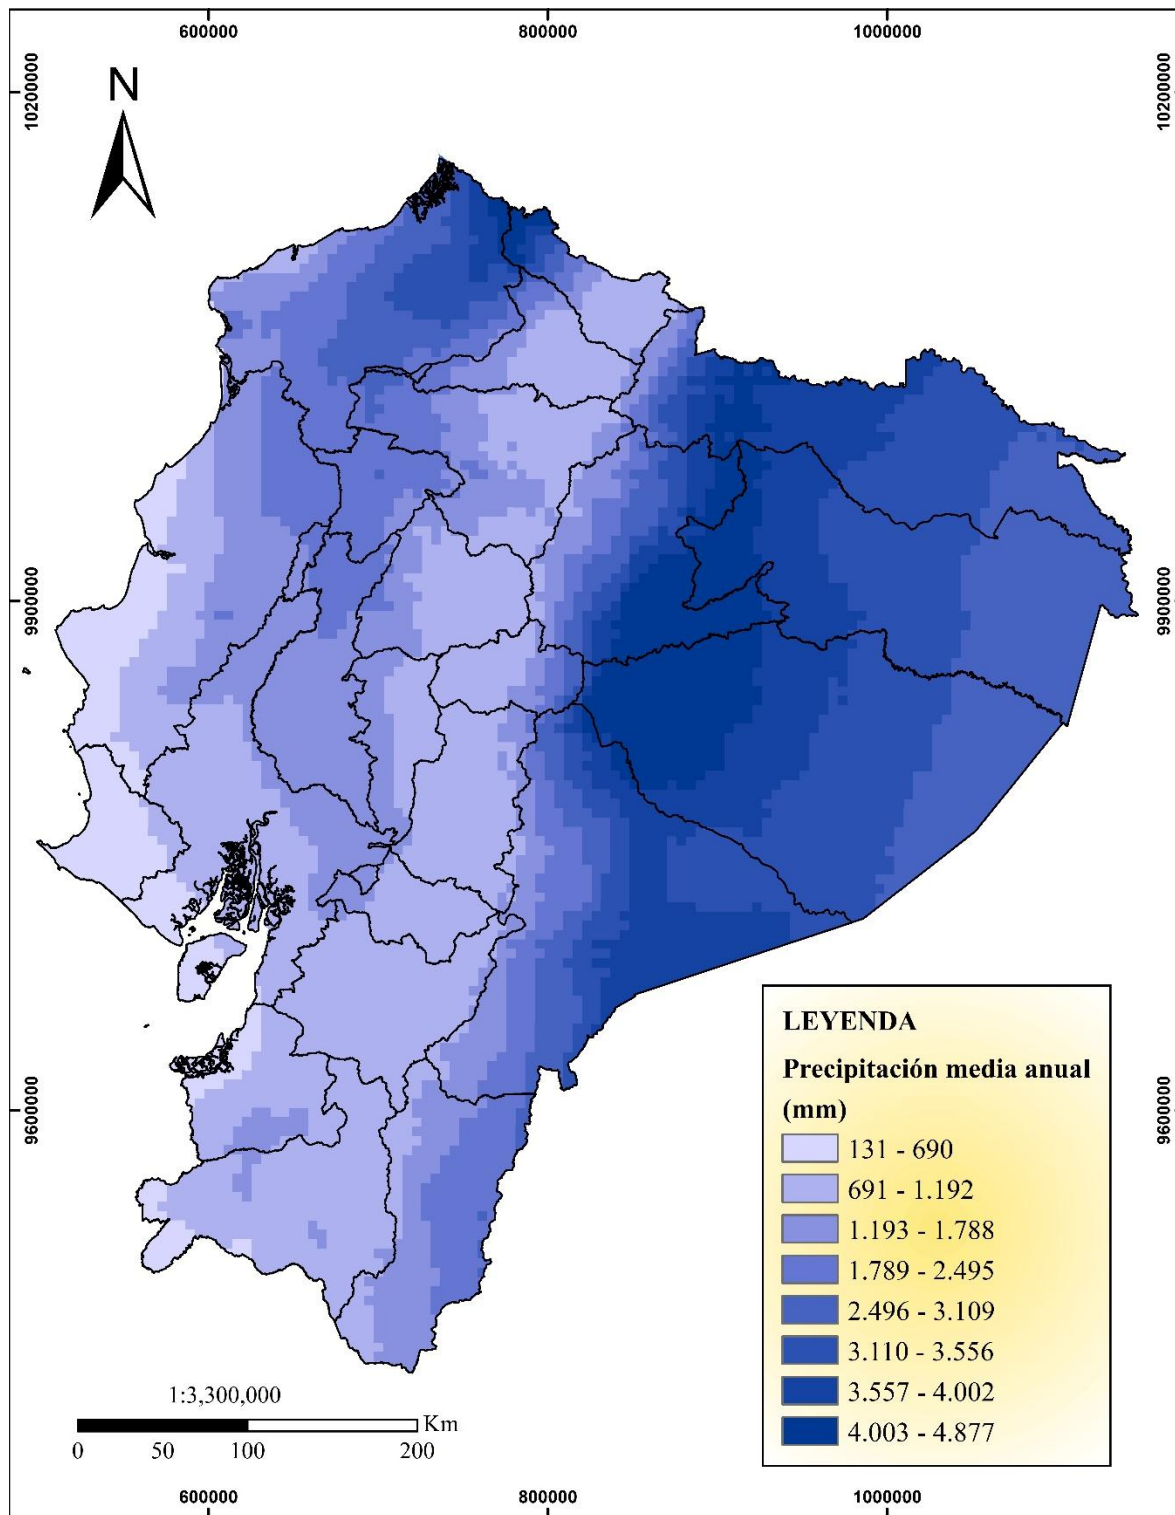 600000 800000 1000000
10200000 10200000
N
9900000 9900000
9600000 9600000
LEYENDA
Precipitación media anual
(mm)
131 - 690
691 - 1.192
1.193 - 1.788
1.789 - 2.495
2.496 - 3.109
3.110 - 3.556
3.557 - 4.002
4.003 - 4.877
1:3,300,000
Km
0 50 100 200
600000 800000 1000000